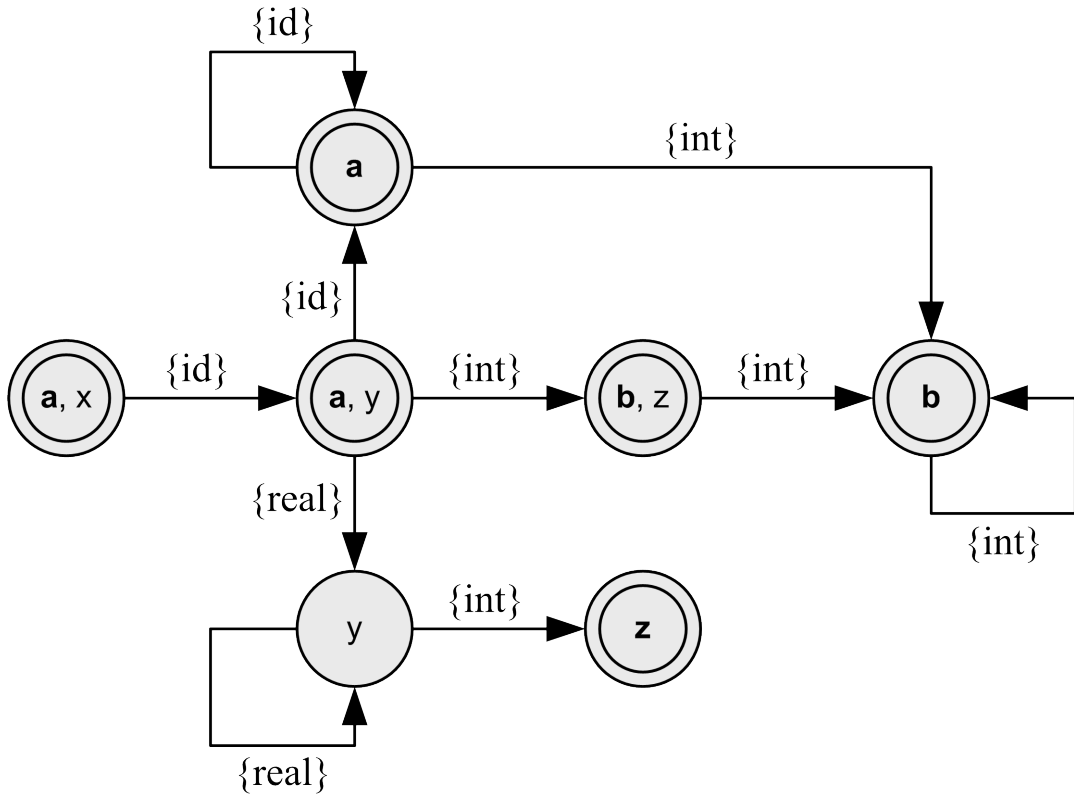 {id}
a
{int}
{id}
a, x
{id}
a, y
{int}
b, z
{int}
b
{real}
{int}
y
{int}
z
{real}